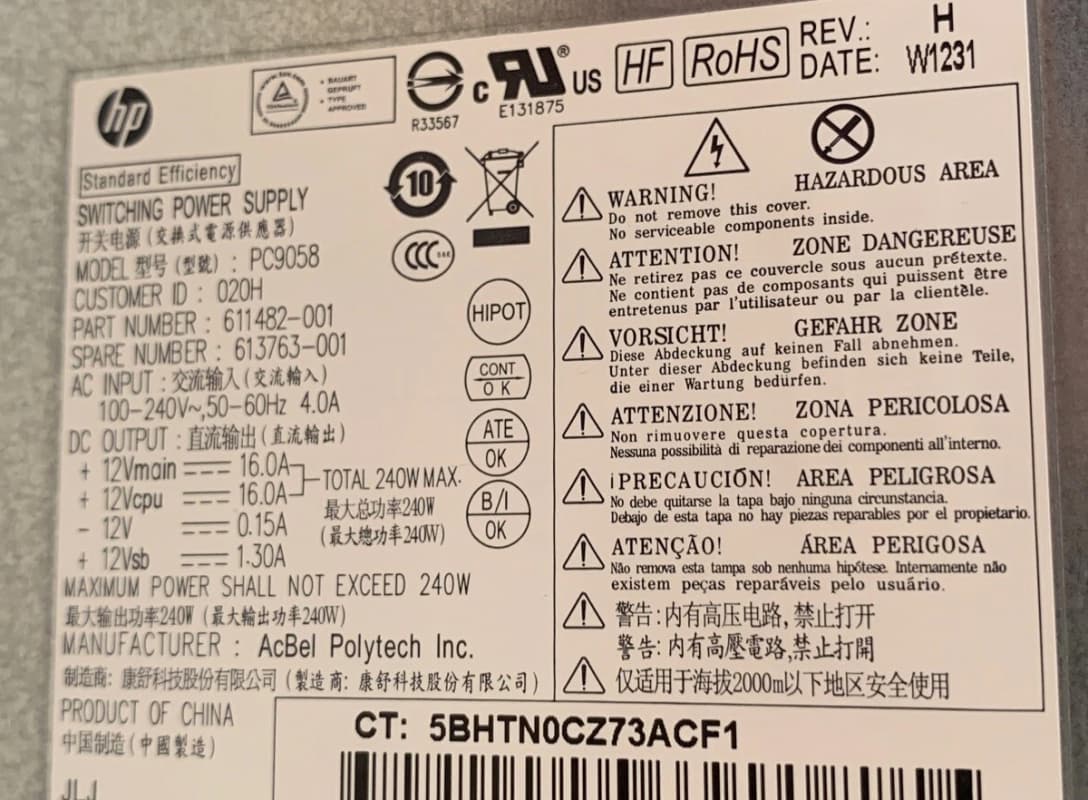 hp
• BAUART
GEPRÜFT
• TYPE
APPROVED
R33567
c RU ® US
E131875
HF
RoHS
REV.: H
DATE: W1231
Standard Efficiency
SWITCHING POWER SUPPLY
开关电源 (交換式電源供應器)
MODEL 型号 (型號) : PC9058
CUSTOMER ID : 020H
PART NUMBER : 611482-001
SPARE NUMBER : 613763-001
AC INPUT : 交流输入 (交流輸入)
100-240V~,50-60Hz 4.0A
DC OUTPUT : 直流输出 (直流輸出)
+ 12Vmain 16.0A
+ 12Vcpu 16.0A
TOTAL 240W MAX.
最大总功率240W
(最大總功率240W)
- 12V 0.15A
+ 12Vsb 1.30A
MAXIMUM POWER SHALL NOT EXCEED 240W
最大输出功率240W (最大輸出功率240W)
MANUFACTURER : AcBel Polytech Inc.
制造商: 康舒科技股份有限公司 (製造商: 康舒科技股份有限公司)
PRODUCT OF CHINA
中国制造 (中國製造)
JLJ
10
CCC
HIPOT
CONT
OK
ATE
OK
B/I
OK
HAZARDOUS AREA
WARNING!
Do not remove this cover.
No serviceable components inside.
ATTENTION! ZONE DANGEREUSE
Ne retirez pas ce couvercle sous aucun prétexte.
Ne contient pas de composants qui puissent être
entretenus par l'utilisateur ou par la clientèle.
VORSICHT! GEFAHR ZONE
Diese Abdeckung auf keinen Fall abnehmen.
Unter dieser Abdeckung befinden sich keine Teile,
die einer Wartung bedürfen.
ATTENZIONE! ZONA PERICOLOSA
Non rimuovere questa copertura.
Nessuna possibilità di riparazione dei componenti all'interno.
¡PRECAUCIÓN! AREA PELIGROSA
No debe quitarse la tapa bajo ninguna circunstancia.
Debajo de esta tapa no hay piezas reparables por el propietario.
ATENÇÃO! ÁREA PERIGOSA
Não remova esta tampa sob nenhuma hipótese. Internamente não
existem peças reparáveis pelo usuário.
警告: 内有高压电路, 禁止打开
警告: 內有高壓電路,禁止打開
仅适用于海拔2000m以下地区安全使用
CT: 5BHTN0CZ73ACF1